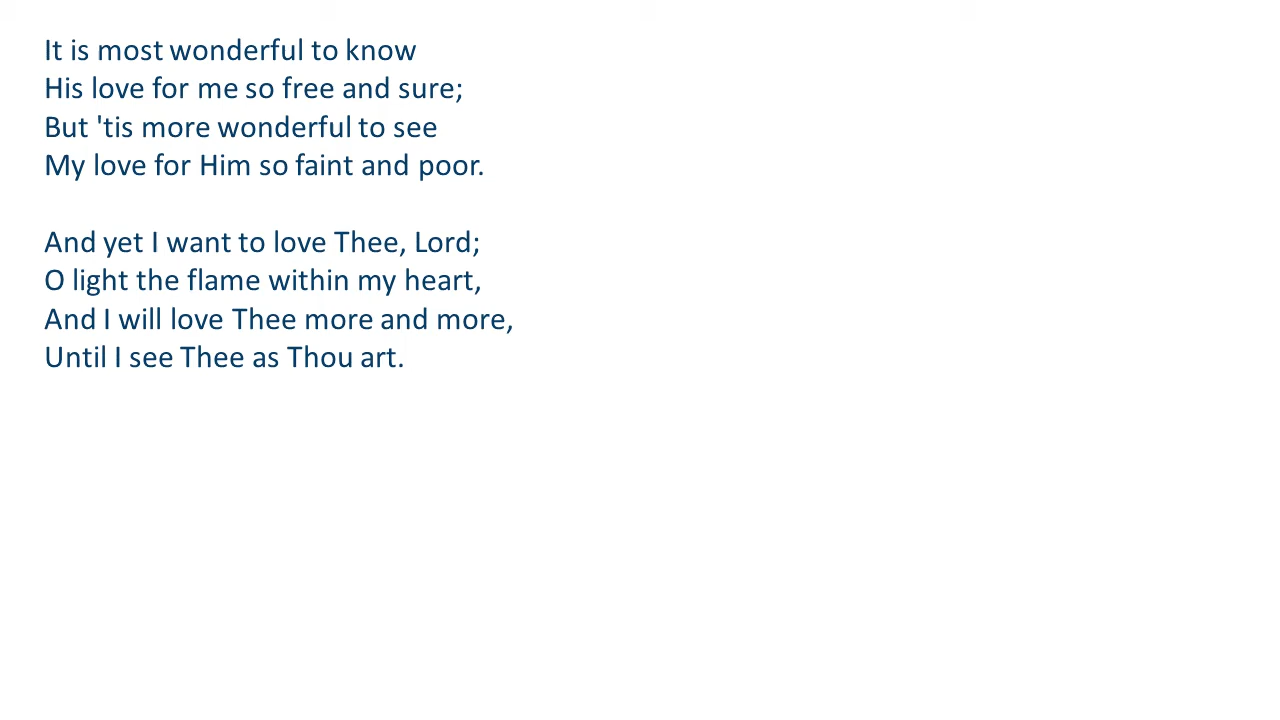 It is most wonderful to know
His love for me so free and sure;
But 'tis more wonderful to see
My love for Him so faint and poor.

And yet I want to love Thee, Lord;
O light the flame within my heart,
And I will love Thee more and more,
Until I see Thee as Thou art.